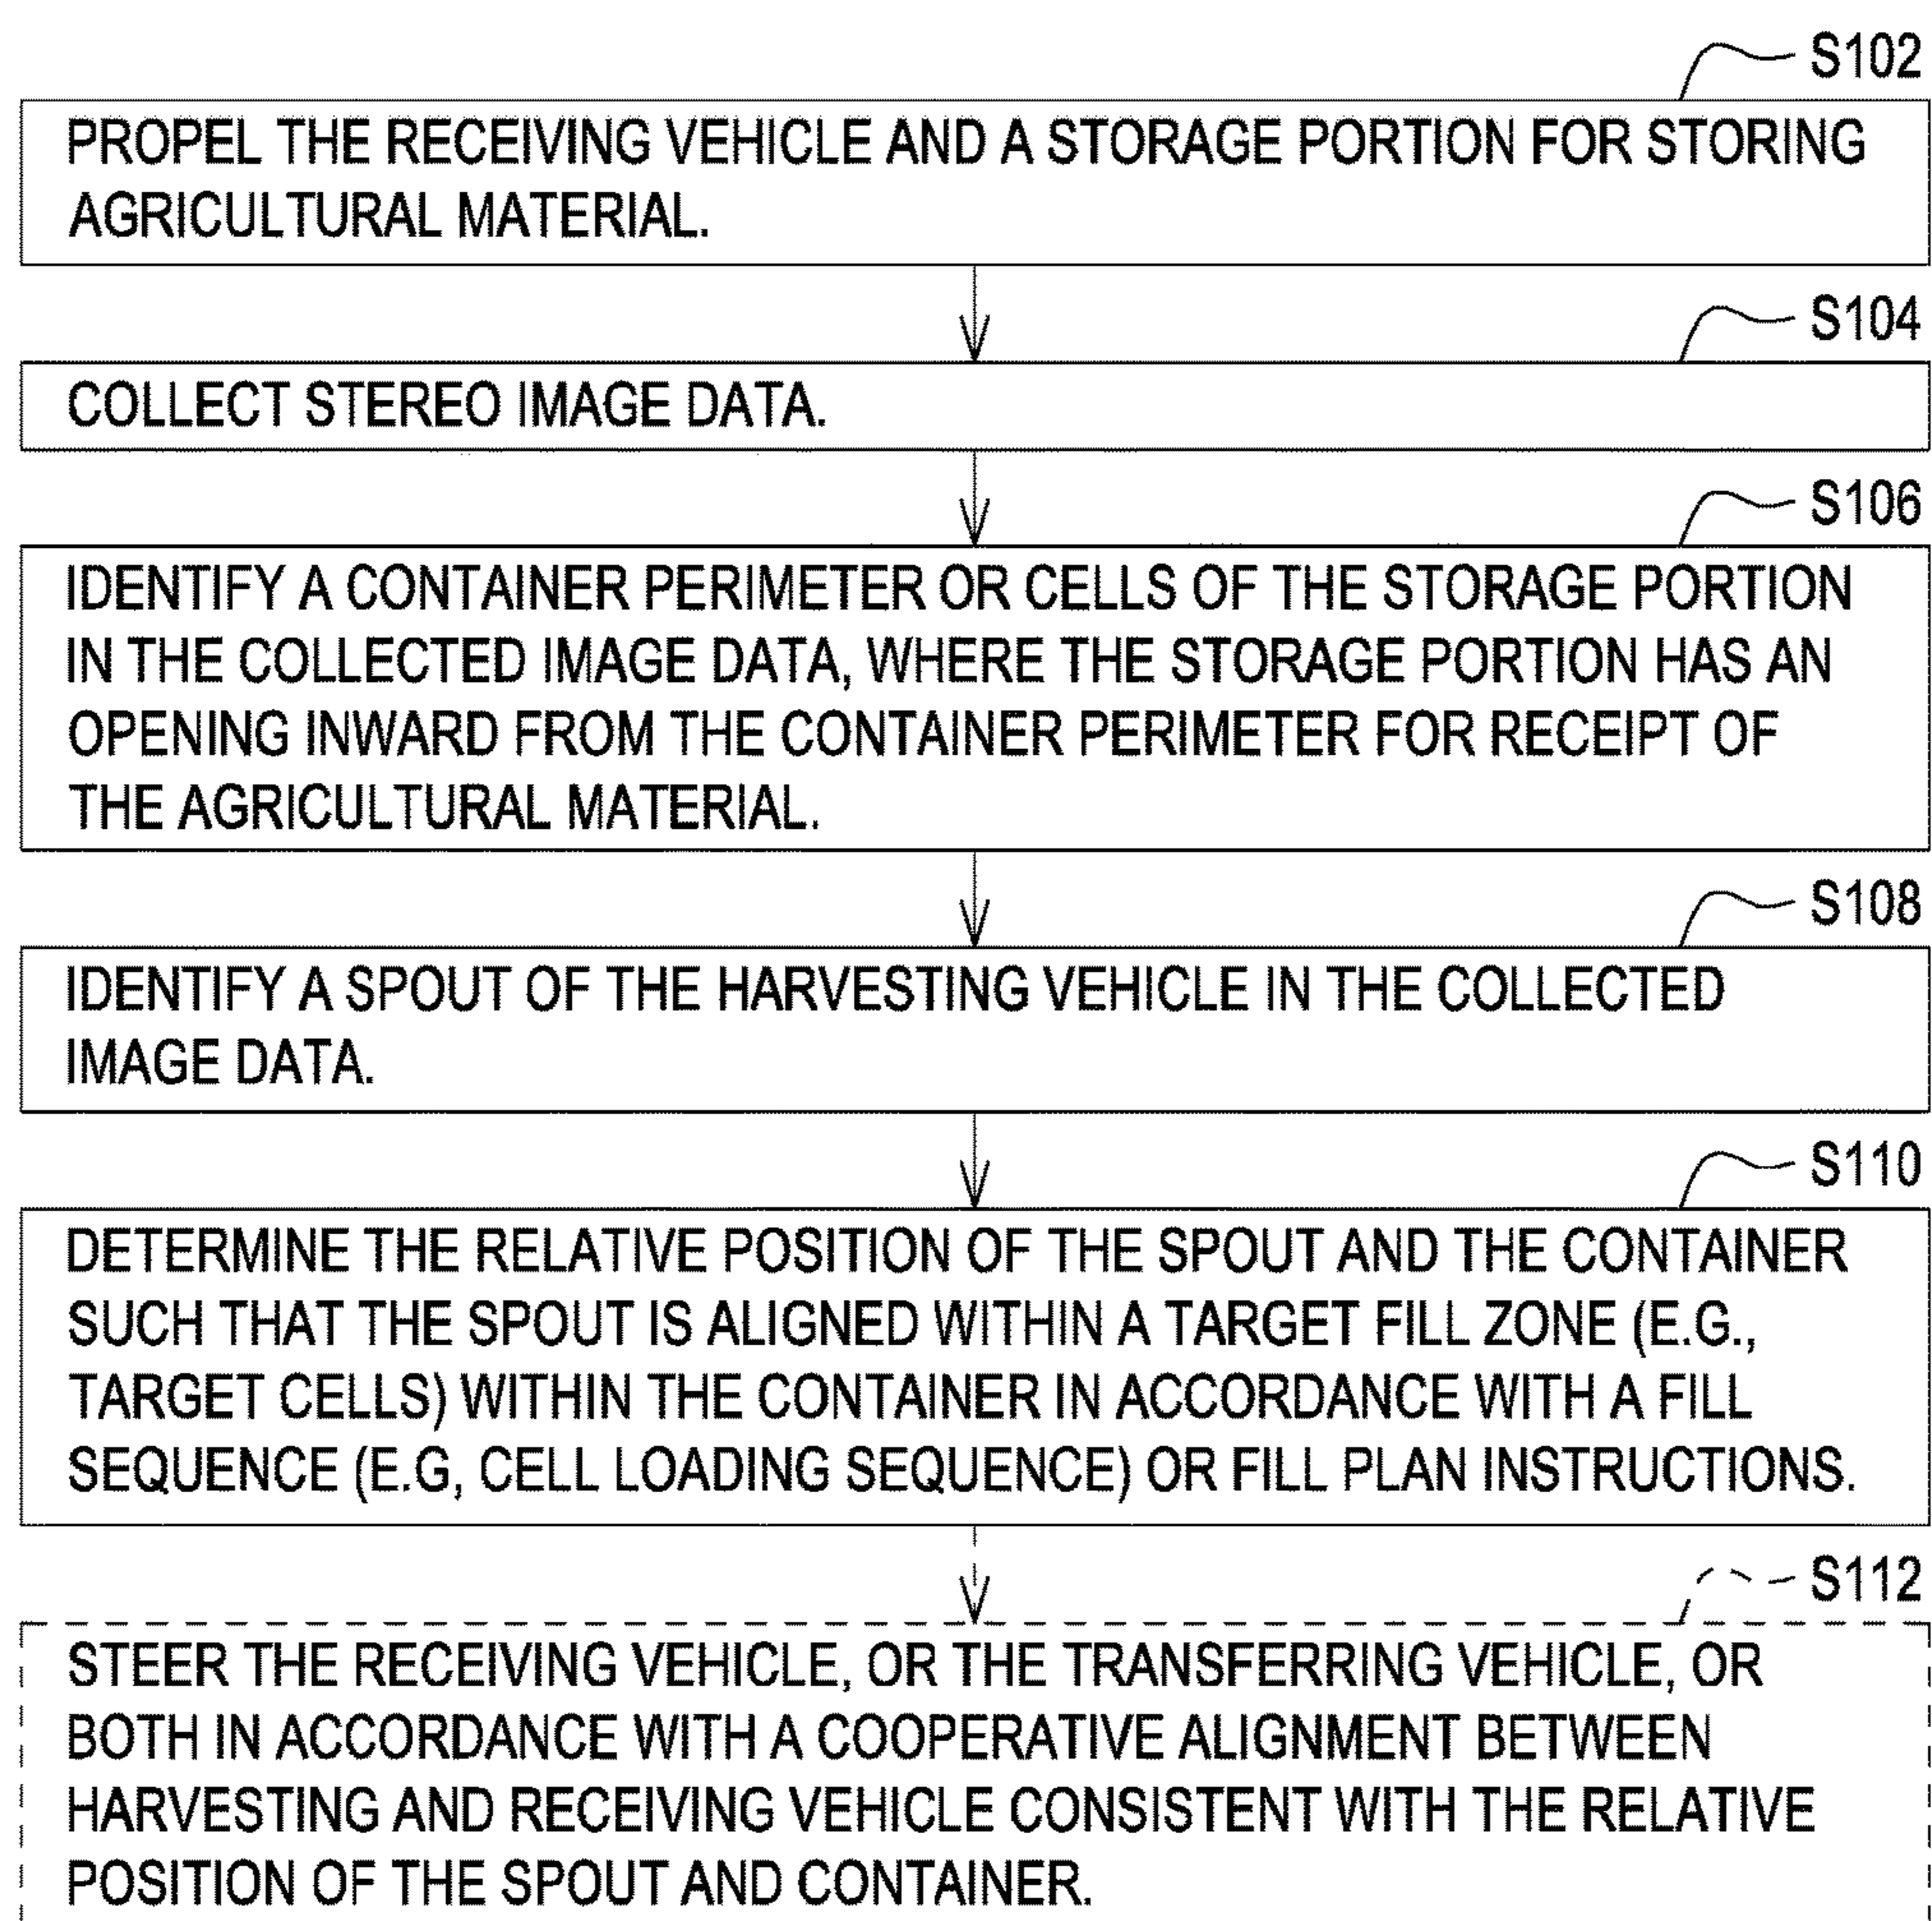 S102
PROPEL THE RECEIVING VEHICLE AND A STORAGE PORTION FOR STORING
AGRICULTURAL MATERIAL.
S104
COLLECT STEREO IMAGE DATA.
S106
IDENTIFY A CONTAINER PERIMETER OR CELLS OF THE STORAGE PORTION
IN THE COLLECTED IMAGE DATA, WHERE THE STORAGE PORTION HAS AN
OPENING INWARD FROM THE CONTAINER PERIMETER FOR RECEIPT OF
THE AGRICULTURAL MATERIAL.
S108
IDENTIFY A SPOUT OF THE HARVESTING VEHICLE IN THE COLLECTED
IMAGE DATA.
S110
DETERMINE THE RELATIVE POSITION OF THE SPOUT AND THE CONTAINER
SUCH THAT THE SPOUT IS ALIGNED WITHIN A TARGET FILL ZONE (E.G.,
TARGET CELLS) WITHIN THE CONTAINER IN ACCORDANCE WITH A FILL
SEQUENCE (E.G, CELL LOADING SEQUENCE) OR FILL PLAN INSTRUCTIONS.
S112
STEER THE RECEIVING VEHICLE, OR THE TRANSFERRING VEHICLE, OR
BOTH IN ACCORDANCE WITH A COOPERATIVE ALIGNMENT BETWEEN
HARVESTING AND RECEIVING VEHICLE CONSISTENT WITH THE RELATIVE
POSITION OF THE SPOUT AND CONTAINER.